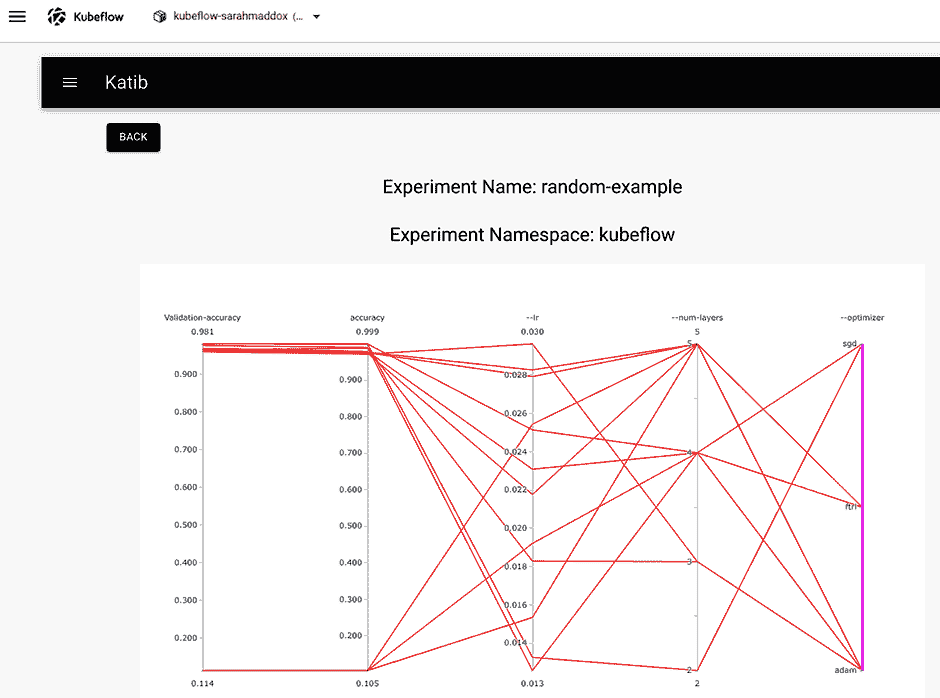 Kubeflow kubeflow-sarahmaddox (...
Katib
BACK
Experiment Name: random-example
Experiment Namespace: kubeflow
Validation-accuracy accuracy --lr --num-layers --optimizer
0.981 0.999 0.030 5
5 sgd
0.900 0.900 0.028
0.800 0.800 0.026
0.700 0.700 0.024 4
0.600 0.600 0.022
0.500 0.500 0.020 ftrl
0.400 0.400 0.018 3
0.300 0.300 0.016
0.200 0.200 0.014
2 adam
0.114 0.105 0.013 2